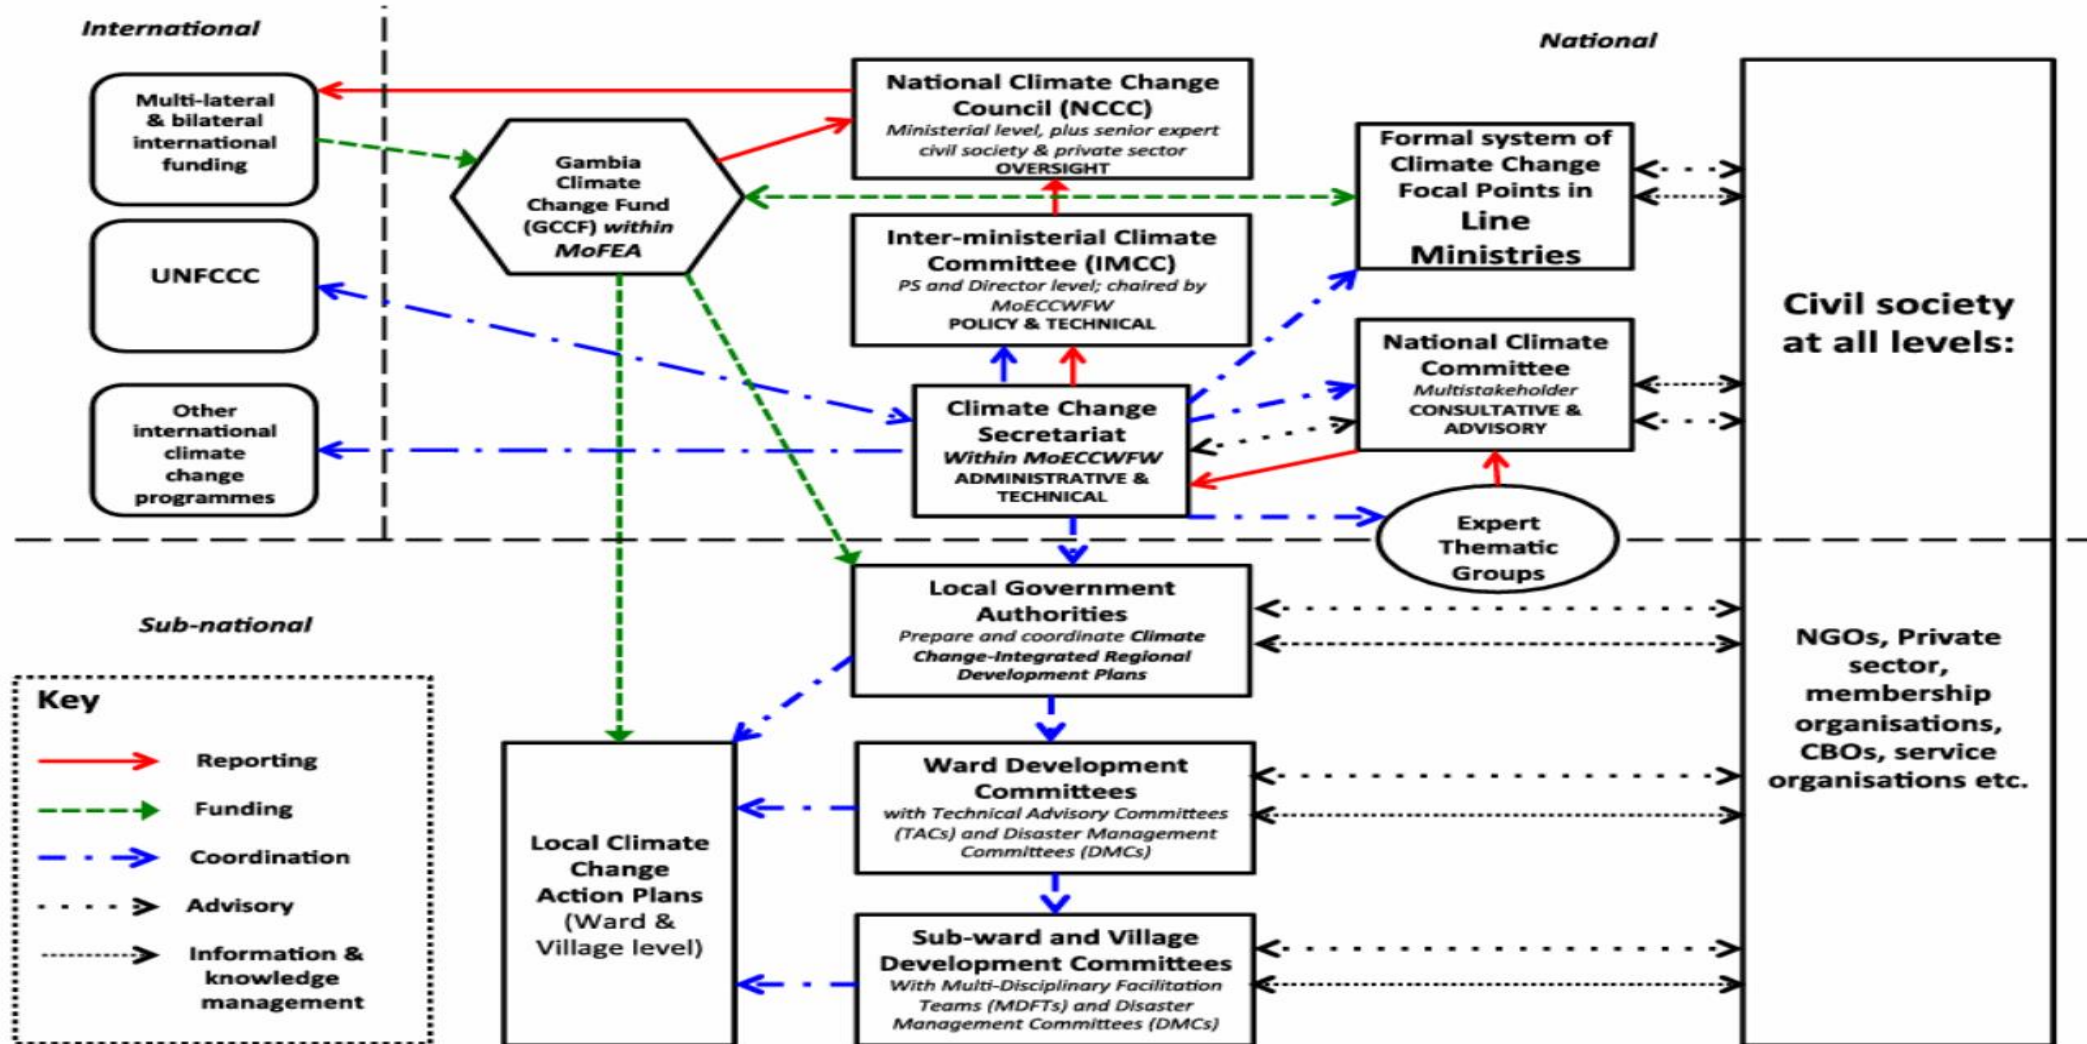 International
National
Multi-lateral
& bilateral
international
funding
UNFCCC
Other
international
climate
change
programmes
Gambia
Climate
Change Fund
(GCCF) within
MoFEA
National Climate Change
Council (NCCC)
Ministerial level, plus senior expert
civil society & private sector
OVERSIGHT
Inter-ministerial Climate
Committee (IMCC)
PS and Director level; chaired by
MoECCWFW
POLICY & TECHNICAL
Climate Change
Secretariat
Within MoECCWFW
ADMINISTRATIVE &
TECHNICAL
Formal system of
Climate Change
Focal Points in
Line
Ministries
National Climate
Committee
Multistakeholder
CONSULTATIVE &
ADVISORY
Expert
Thematic
Groups
Civil society
at all levels:
NGOs, Private
sector,
membership
organisations,
CBOs, service
organisations etc.
Sub-national
Key
Reporting
Funding
Coordination
Advisory
Information &
knowledge
management
Local Climate
Change
Action Plans
(Ward &
Village level)
Local Government
Authorities
Prepare and coordinate Climate
Change-Integrated Regional
Development Plans
Ward Development
Committees
with Technical Advisory Committees
(TACs) and Disaster Management
Committees (DMCs)
Sub-ward and Village
Development Committees
With Multi-Disciplinary Facilitation
Teams (MDFTs) and Disaster
Management Committees (DMCs)